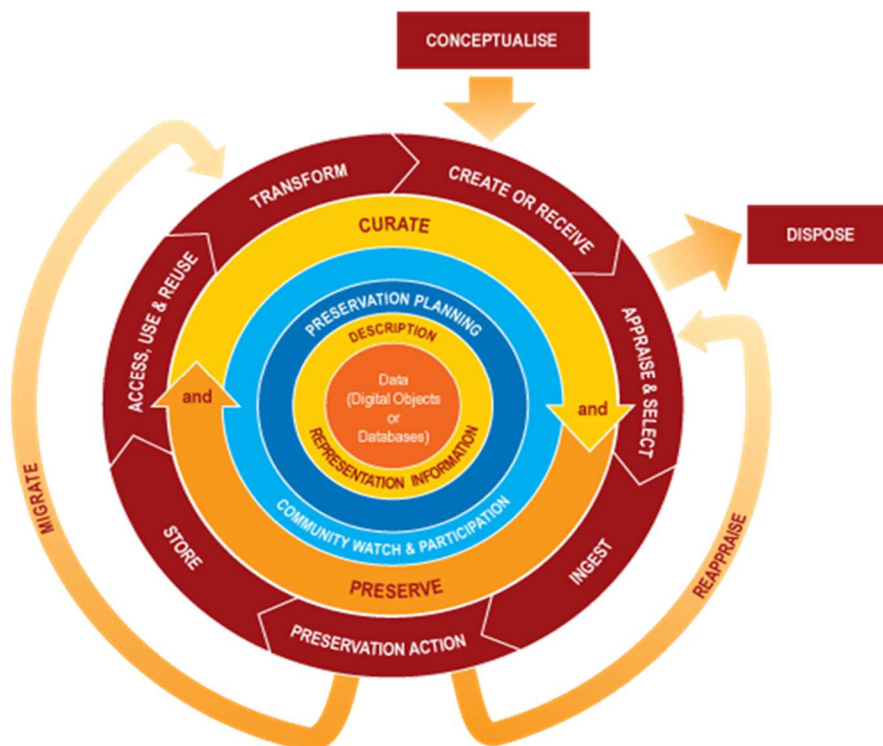 CONCEPTUALISE
TRANSFORM
CREATE OR RECEIVE
CURATE
DISPOSE
PRESERVATION PLANNING
DESCRIPTION
ACCESS, USE & REUSE
APPRAISE & SELECT
and
Data
(Digital Objects
or
Databases)
and
REPRESENTATION INFORMATION
COMMUNITY WATCH & PARTICIPATION
MIGRATE
STORE
INGEST
REAPPRAISE
PRESERVE
PRESERVATION ACTION